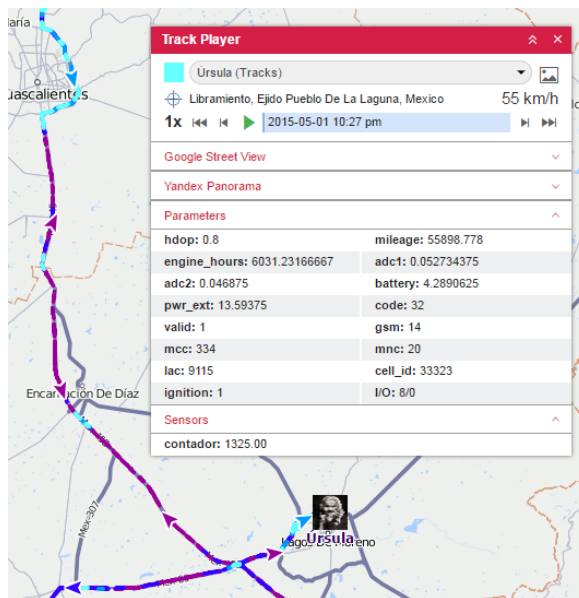 aría
uascalientes
Track Player
Úrsula (Tracks)
Libramiento, Ejido Pueblo De La Laguna, Mexico
55 km/h
1x
2015-05-01 10:27 pm
Google Street View
Yandex Panorama
Parameters
hdop: 0.8 mileage: 55898.778
engine_hours: 6031.23166667 adc1: 0.052734375
adc2: 0.046875 battery: 4.2890625
pwr_ext: 13.59375 code: 32
valid: 1 gsm: 14
mcc: 334 mnc: 20
lac: 9115 cell_id: 33323
ignition: 1 I/O: 8/0
Sensors
contador: 1325.00
Encarnación De Díaz
Mex-307
Lagos De Moreno
Úrsula